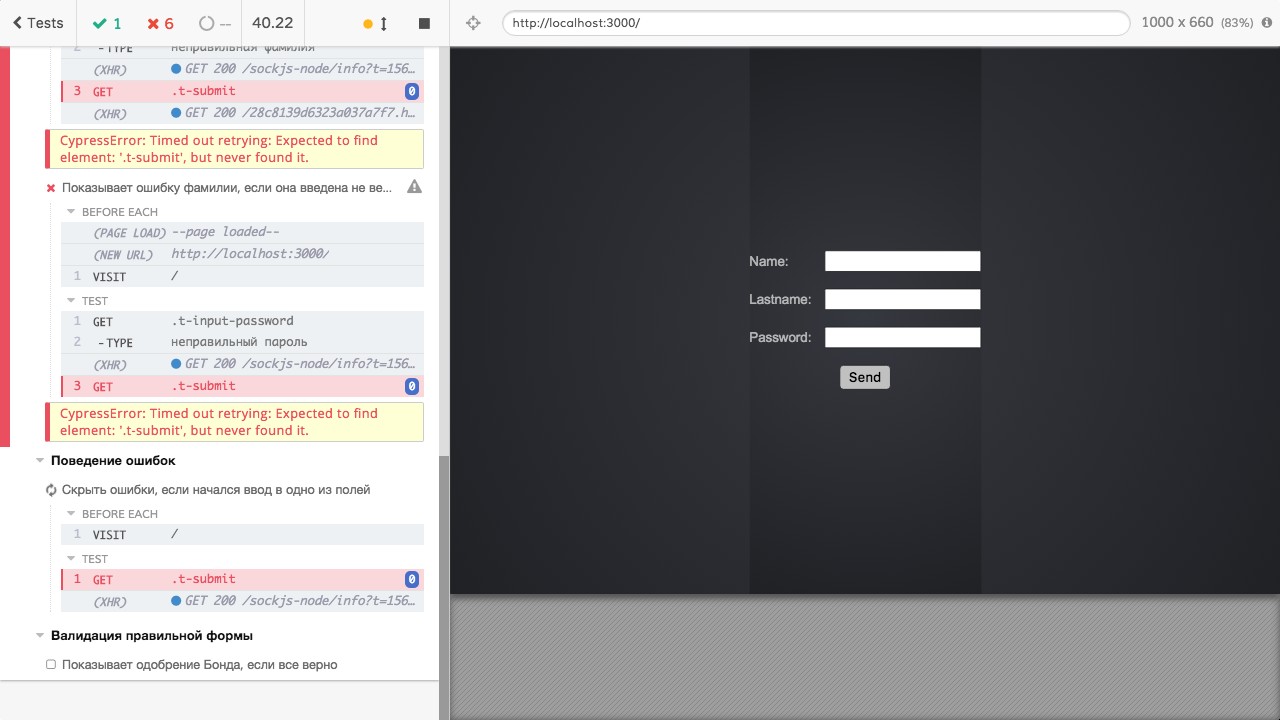 Tests
1
6
--
40.22
http://localhost:3000/
1000 x 660 (83%)
2 -TYPE неправильная фамилия
(XHR) GET 200 /sockjs-node/info?t=156…
3 GET .t-submit 0
(XHR) GET 200 /28c8139d6323a037a7f7.h…
CypressError: Timed out retrying: Expected to find
element: '.t-submit', but never found it.
Показывает ошибку фамилии, если она введена не ве…
BEFORE EACH
(PAGE LOAD) --page loaded--
(NEW URL) http://localhost:3000/
1 VISIT /
TEST
1 GET .t-input-password
2 -TYPE неправильный пароль
(XHR) GET 200 /sockjs-node/info?t=156…
3 GET .t-submit 0
CypressError: Timed out retrying: Expected to find
element: '.t-submit', but never found it.
Поведение ошибок
Скрыть ошибки, если начался ввод в одно из полей
BEFORE EACH
1 VISIT /
TEST
1 GET .t-submit 0
(XHR) GET 200 /sockjs-node/info?t=156…
Валидация правильной формы
Показывает одобрение Бонда, если все верно
Name:
Lastname:
Password:
Send